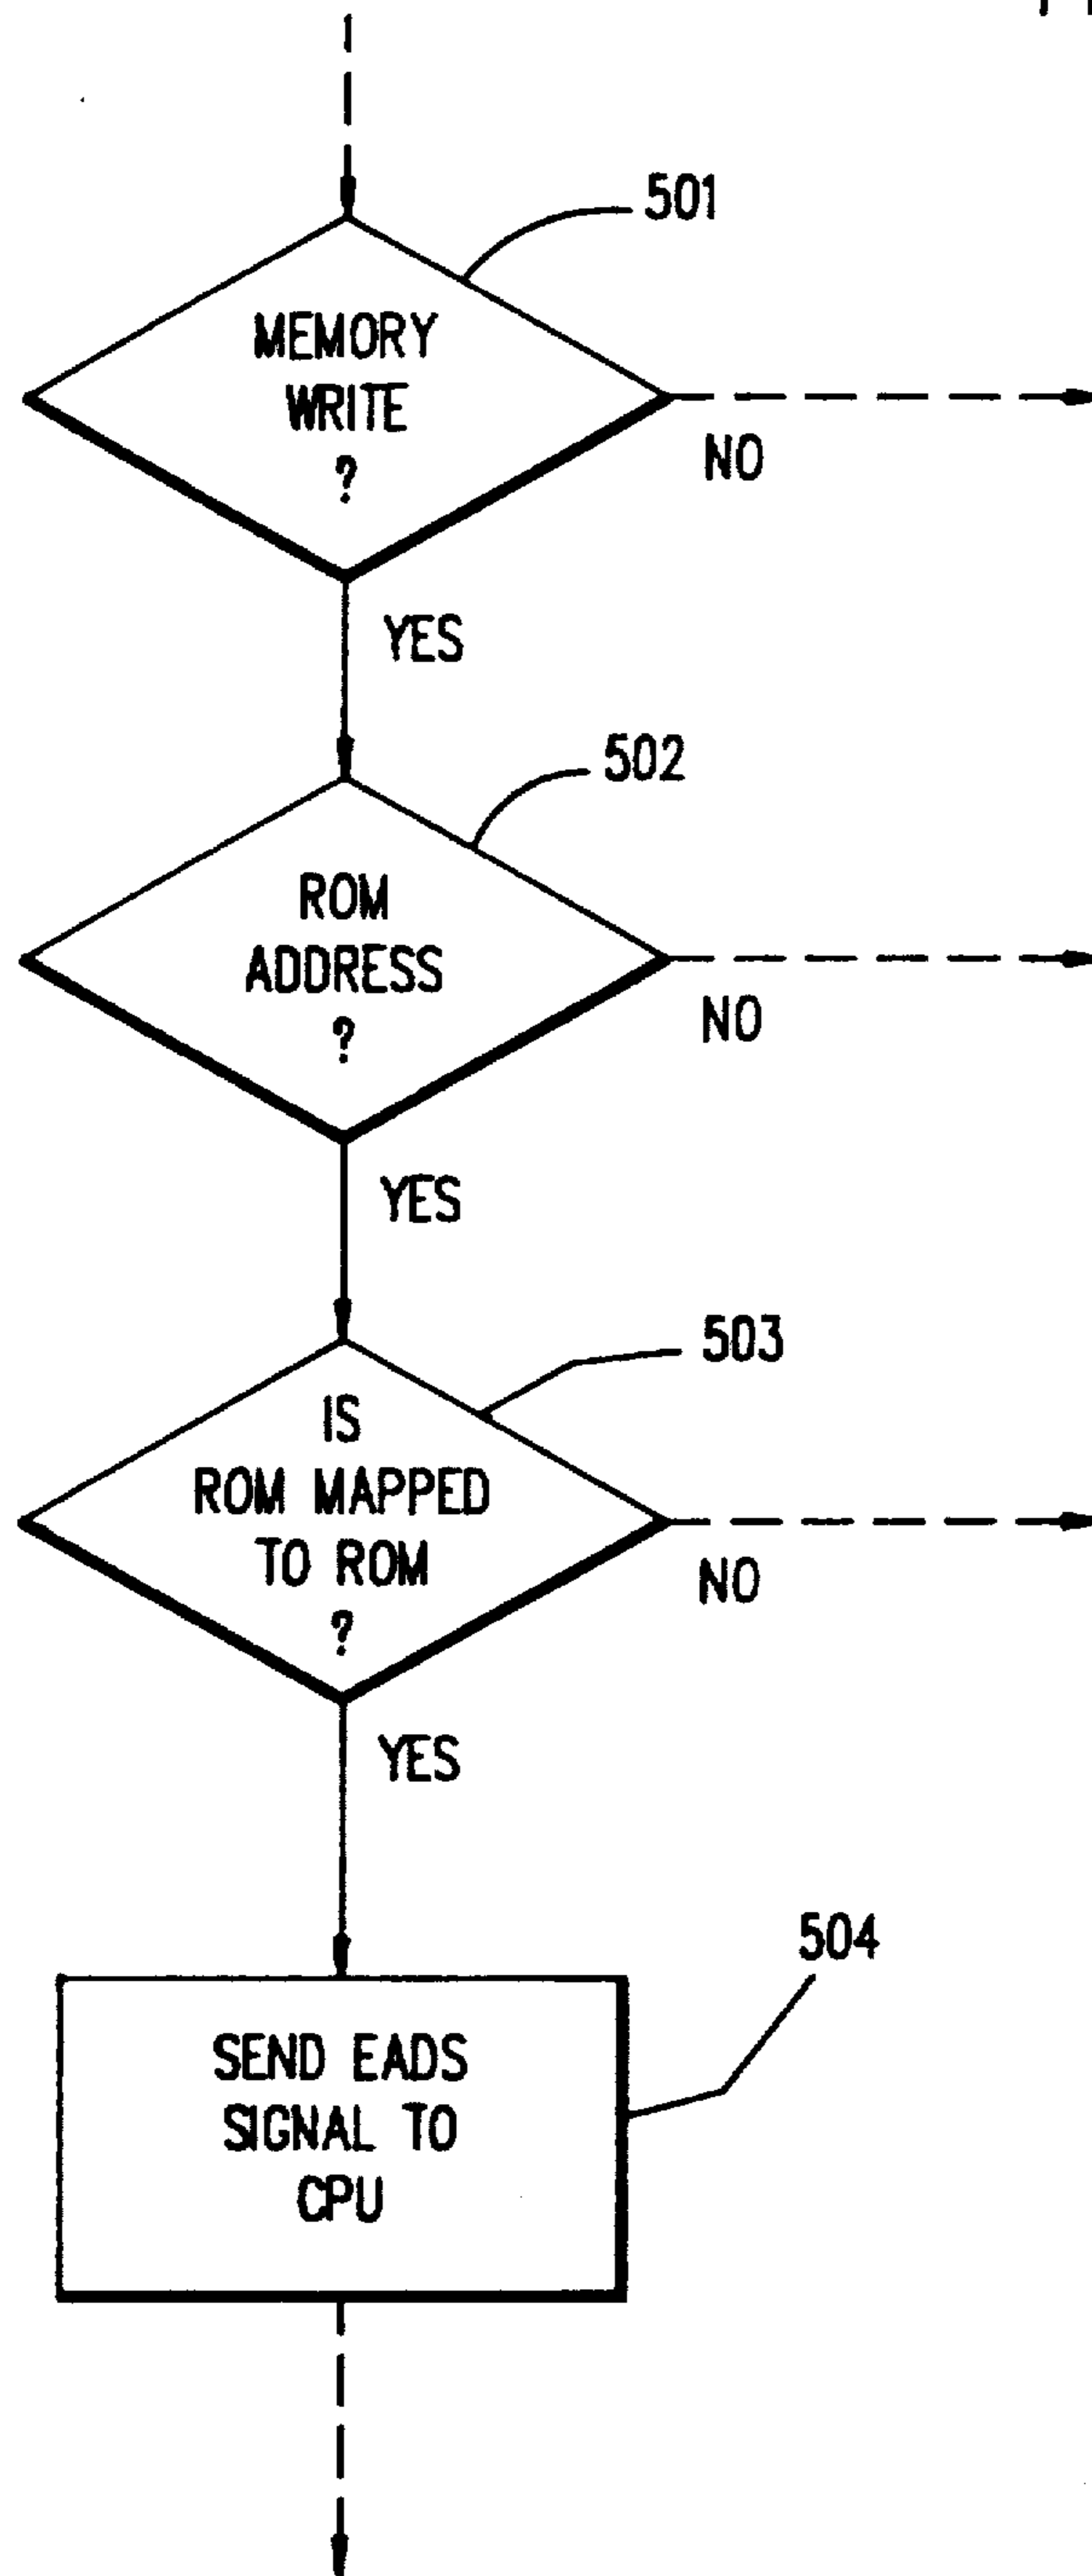 501
MEMORY
WRITE
?
NO
YES
502
ROM
ADDRESS
?
NO
YES
503
IS
ROM MAPPED
TO ROM
?
NO
YES
504
SEND EADS
SIGNAL TO
CPU